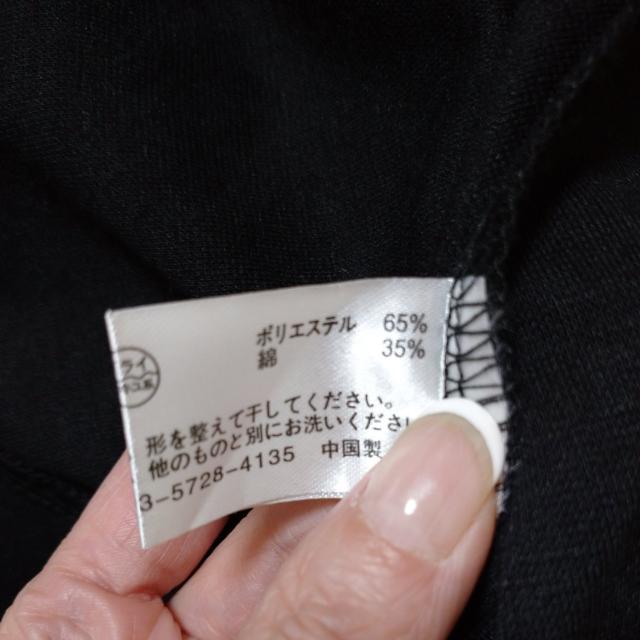 ポリエステル 65%
綿 35%
形を整えて干してください。
他のものと別にお洗いください
3-5728-4135 中国製